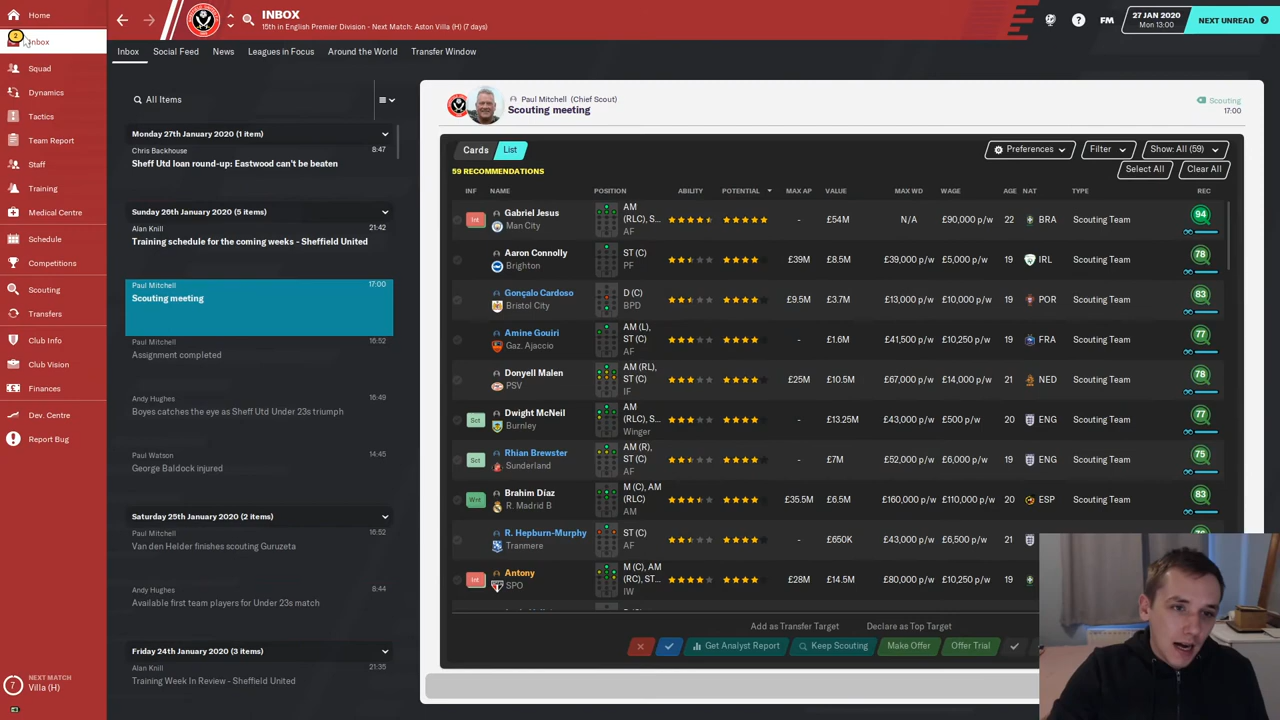 Home
INBOX
15th in English Premier Division - Next Match: Aston Villa (H) (7 days)
FM
27 JAN 2020
Mon 13:00
NEXT UNREAD
2
Inbox
Squad
Dynamics
Tactics
Team Report
Staff
Training
Medical Centre
Schedule
Competitions
Scouting
Transfers
Club Info
Club Vision
Finances
Dev. Centre
Report Bug
7
NEXT MATCH
Villa (H)
Inbox
Social Feed
News
Leagues in Focus
Around the World
Transfer Window
All Items
Monday 27th January 2020 (1 item)
Chris Backhouse 8:47
Sheff Utd loan round-up: Eastwood can't be beaten
Sunday 26th January 2020 (5 items)
Alan Knill 21:42
Training schedule for the coming weeks - Sheffield United
Paul Mitchell 17:00
Scouting meeting
Paul Mitchell 16:52
Assignment completed
Andy Hughes 16:49
Boyes catches the eye as Sheff Utd Under 23s triumph
Paul Watson 14:45
George Baldock injured
Saturday 25th January 2020 (2 items)
Paul Mitchell 16:52
Van den Helder finishes scouting Guruzeta
Andy Hughes 8:44
Available first team players for Under 23s match
Friday 24th January 2020 (3 items)
Alan Knill 21:35
Training Week In Review - Sheffield United
Paul Mitchell (Chief Scout)
Scouting meeting
Scouting
17:00
Cards List
Preferences Filter Show: All (59)
59 RECOMMENDATIONS
Select All Clear All
INF NAME POSITION ABILITY POTENTIAL MAX AP VALUE MAX WD WAGE AGE NAT TYPE REC
Int Gabriel Jesus Man City AM (RLC), S... AF - £54M N/A £90,000 p/w 22 BRA Scouting Team 94
Aaron Connolly Brighton ST (C) PF £39M £8.5M £39,000 p/w £5,000 p/w 19 IRL Scouting Team 78
Gonçalo Cardoso Bristol City D (C) BPD £9.5M £3.7M £13,000 p/w £10,000 p/w 19 POR Scouting Team 83
Amine Gouiri Gaz. Ajaccio AM (L), ST (C) AF - £1.6M £41,500 p/w £10,250 p/w 19 FRA Scouting Team 77
Donyell Malen PSV AM (RL), ST (C) IF £25M £10.5M £67,000 p/w £14,000 p/w 21 NED Scouting Team 78
Sct Dwight McNeil Burnley AM (RLC), S... Winger - £13.25M £43,000 p/w £500 p/w 20 ENG Scouting Team 77
Sct Rhian Brewster Sunderland AM (R), ST (C) AF - £7M £52,000 p/w £6,000 p/w 19 ENG Scouting Team 75
Wnt Brahim Díaz R. Madrid B M (C), AM (RLC) AM £35.5M £6.5M £160,000 p/w £110,000 p/w 20 ESP Scouting Team 83
R. Hepburn-Murphy Tranmere ST (C) AF - £650K £43,000 p/w £6,500 p/w 21
Int Antony SPO M (C), AM (RC), ST... IW £28M £14.5M £80,000 p/w £10,250 p/w 19
Add as Transfer Target Declare as Top Target
Get Analyst Report Keep Scouting Make Offer Offer Trial